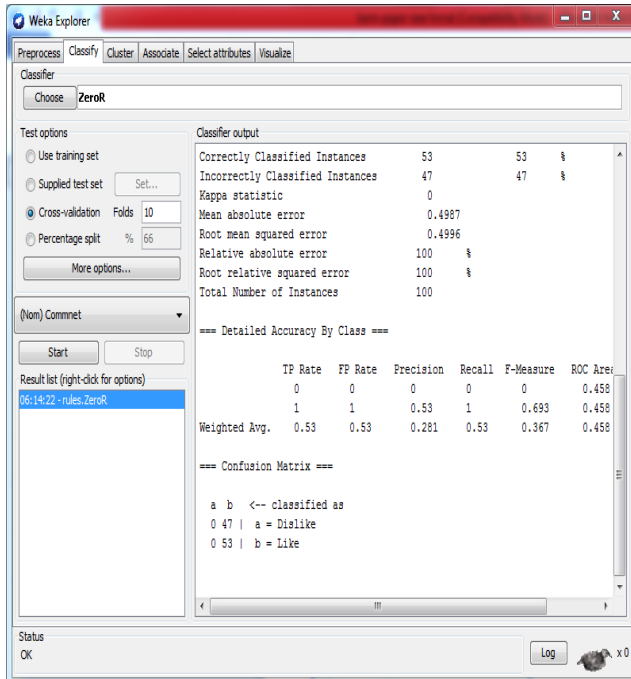 Weka Explorer
X
Preprocess Classify Cluster Associate Select attributes Visualize
Classifier
Choose ZeroR
Test options
Use training set
Supplied test set Set...
Cross-validation Folds 10
Percentage split % 66
More options...
(Nom) Commnet
Start Stop
Result list (right-click for options)
06:14:22 - rules.ZeroR
Classifier output
Correctly Classified Instances 53 53 %
Incorrectly Classified Instances 47 47 %
Kappa statistic 0
Mean absolute error 0.4987
Root mean squared error 0.4996
Relative absolute error 100 %
Root relative squared error 100 %
Total Number of Instances 100
=== Detailed Accuracy By Class ===
TP Rate FP Rate Precision Recall F-Measure ROC Area
0 0 0 0 0 0.458
1 1 0.53 1 0.693 0.458
Weighted Avg. 0.53 0.53 0.281 0.53 0.367 0.458
=== Confusion Matrix ===
a b <-- classified as
0 47 | a = Dislike
0 53 | b = Like
Status
OK
Log x 0